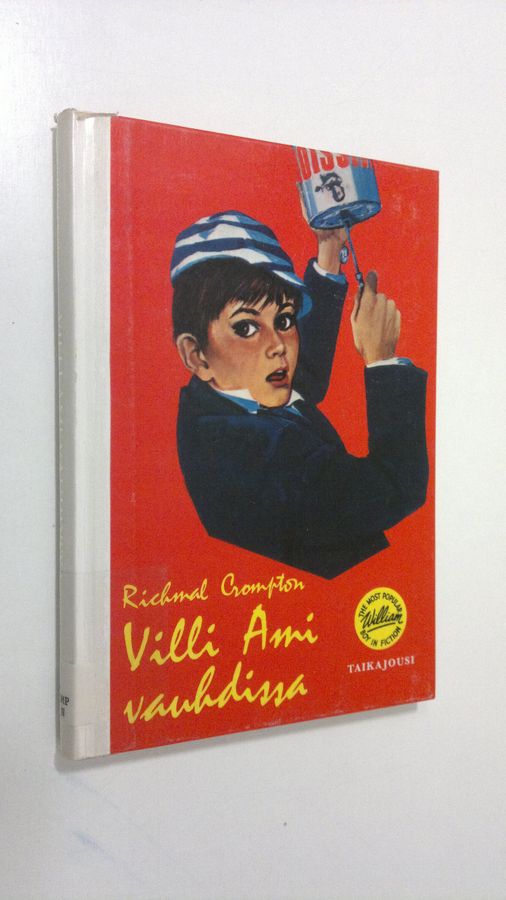 Richmal Crompton
Villi Ami
vauhdissa
THE MOST POPULAR
William
BOY IN FICTION
TAIKAJOUSI